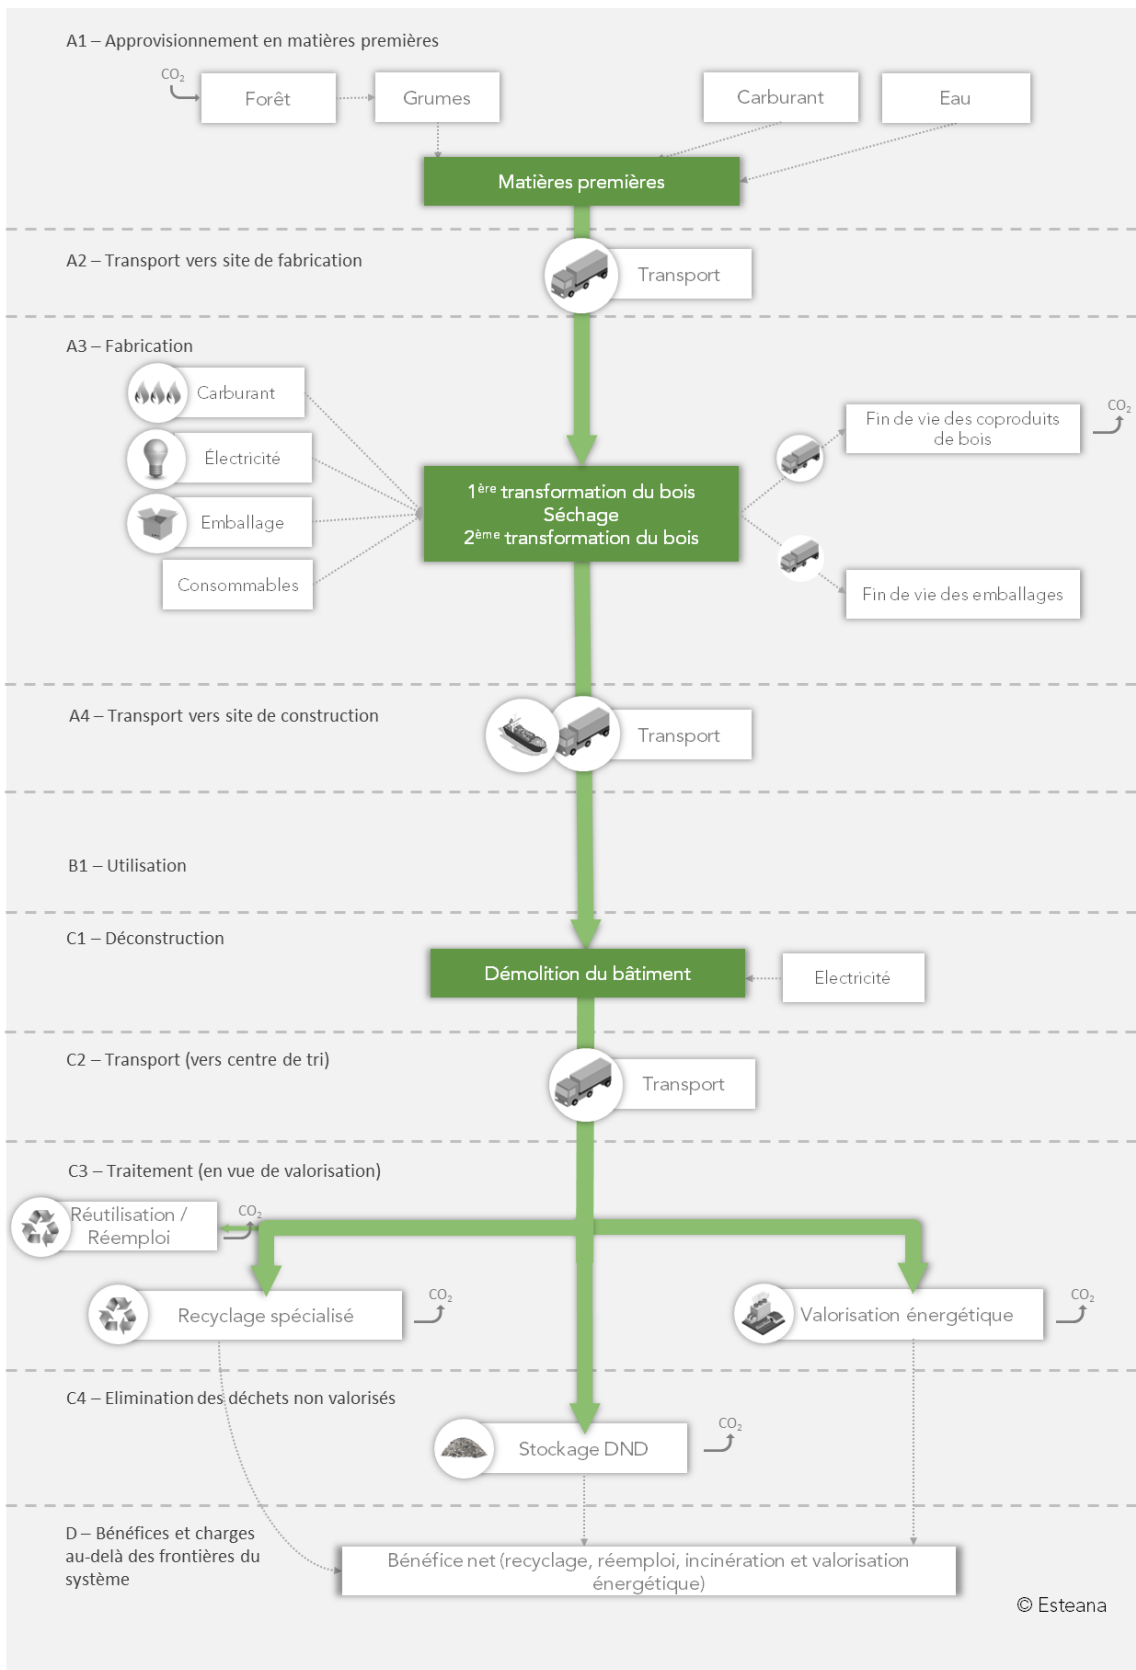 A1 – Approvisionnement en matières premières
CO₂
Forêt
Grumes
Carburant
Eau
Matières premières
A2 – Transport vers site de fabrication
Transport
A3 – Fabrication
Carburant
Électricité
Emballage
Consommables
1ère transformation du bois
Séchage
2ème transformation du bois
Fin de vie des coproduits
de bois
CO₂
Fin de vie des emballages
A4 – Transport vers site de construction
Transport
B1 – Utilisation
C1 – Déconstruction
Démolition du bâtiment
Electricité
C2 – Transport (vers centre de tri)
Transport
C3 – Traitement (en vue de valorisation)
Réutilisation /
Réemploi
CO₂
Recyclage spécialisé
CO₂
Valorisation énergétique
CO₂
C4 – Elimination des déchets non valorisés
Stockage DND
CO₂
D – Bénéfices et charges
au-delà des frontières du
système
Bénéfice net (recyclage, réemploi, incinération et valorisation
énergétique)
© Esteana